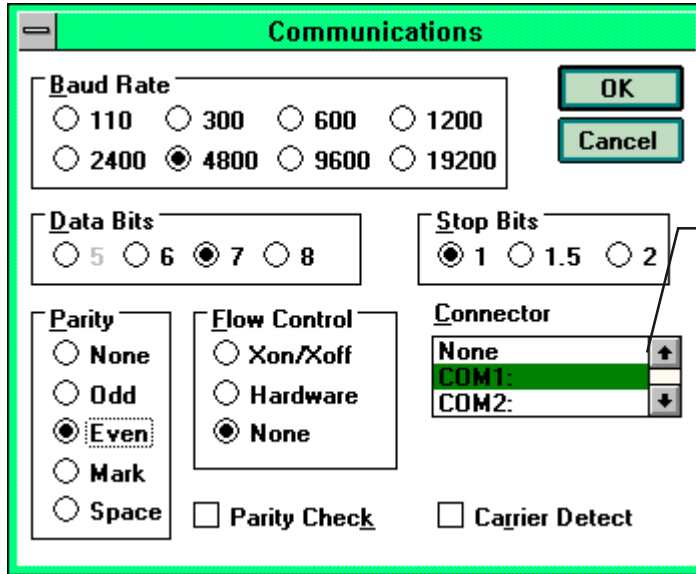 Communications
Baud Rate
110 300 600 1200
2400 4800 9600 19200
OK
Cancel
Data Bits
5 6 7 8
Stop Bits
1 1.5 2
Parity
None
Odd
Even
Mark
Space
Flow Control
Xon/Xoff
Hardware
None
Connector
None
COM1:
COM2:
Parity Check
Carrier Detect